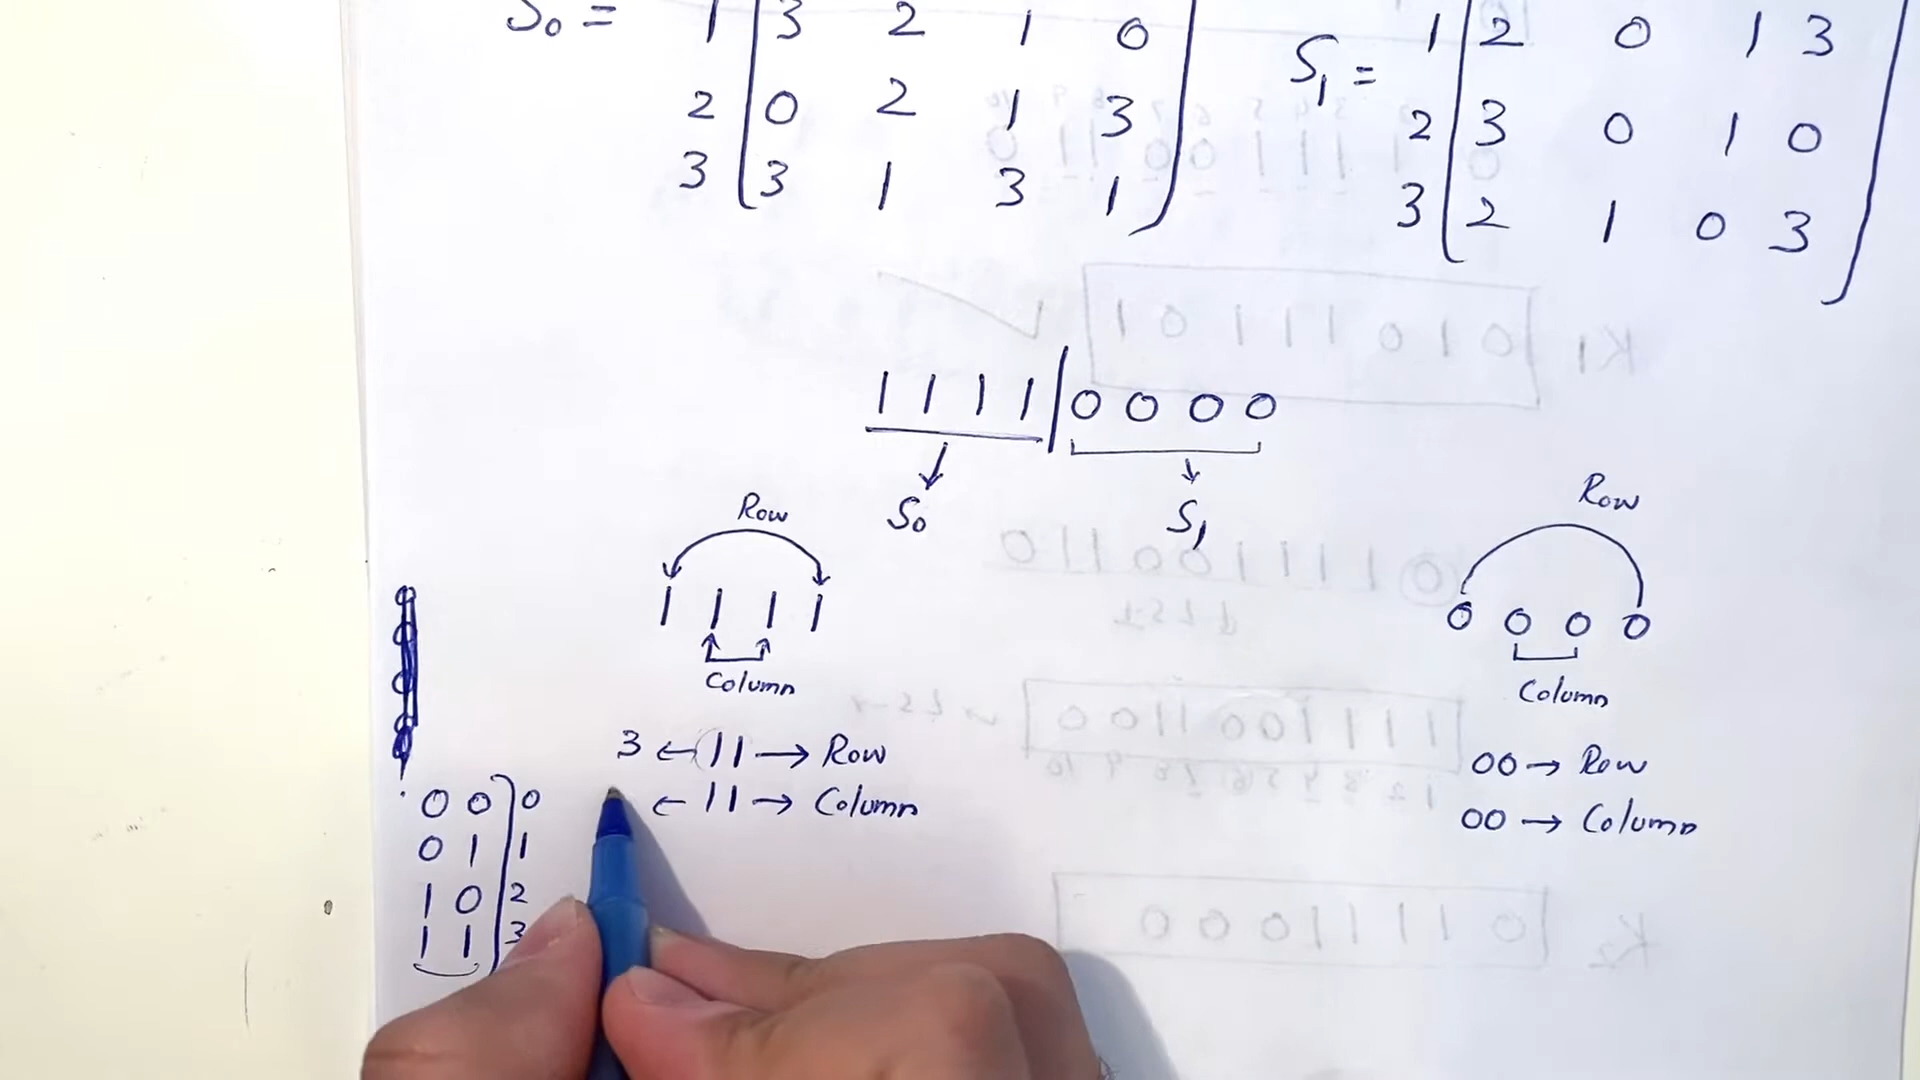 S0 = 1 3 2 1 0
2 0 2 1 3
3 3 1 3 1
S1 = 1 2 0 1 3
2 3 0 1 0
3 2 1 0 3
1 1 1 1 | 0 0 0 0
S0 S1
Row
1 1 1 1
Column
3 ← 11 → Row
← 11 → Column
0 0 0
0 1 1
1 0 2
1 1 3
Row
0 0 0 0
Column
00 → Row
00 → Column